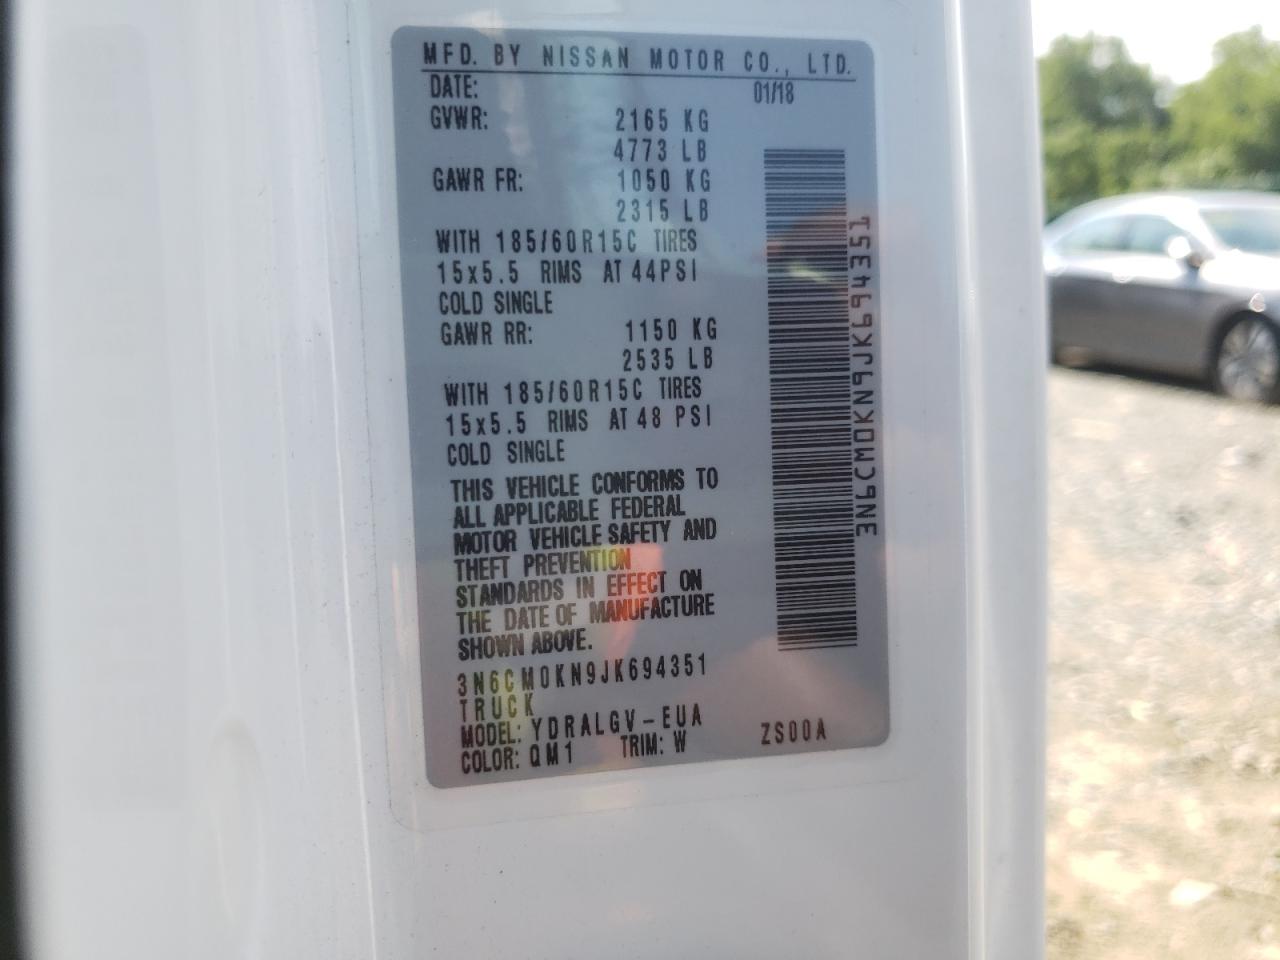 MFD. BY NISSAN MOTOR CO., LTD.
DATE: 01/18
GVWR: 2165 KG
4773 LB
GAWR FR: 1050 KG
2315 LB
WITH 185/60R15C TIRES
15x5.5 RIMS AT 44PSI
COLD SINGLE
GAWR RR: 1150 KG
2535 LB
WITH 185/60R15C TIRES
15x5.5 RIMS AT 48 PSI
COLD SINGLE
THIS VEHICLE CONFORMS TO
ALL APPLICABLE FEDERAL
MOTOR VEHICLE SAFETY AND
THEFT PREVENTION
STANDARDS IN EFFECT ON
THE DATE OF MANUFACTURE
SHOWN ABOVE.
3N6CM0KN9JK694351
TRUCK
MODEL: YDRALGV-EUA
COLOR: QM1 TRIM: W ZS00A
3N6CM0KN9JK694351